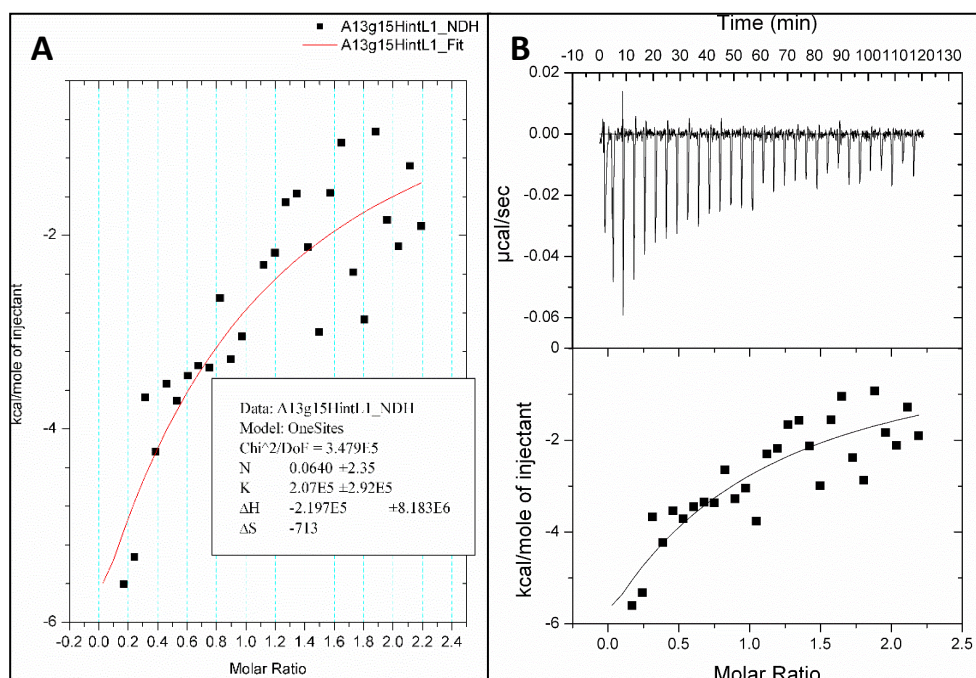 A13g15HintL1_NDH
A13g15HintL1_Fit
A
-2
-4
-6
kcal/mole of injectant
Data: A13g15HintL1_NDH
Model: OneSites
Chi^2/DoF = 3.479E5
N 0.0640 ±2.35
K 2.07E5 ±2.92E5
ΔH -2.197E5 ±8.183E6
ΔS -713
-0.2 0.0 0.2 0.4 0.6 0.8 1.0 1.2 1.4 1.6 1.8 2.0 2.2 2.4
Molar Ratio
B
Time (min)
-10 0 10 20 30 40 50 60 70 80 90 100110120130
0.02
0.00
-0.02
-0.04
-0.06
µcal/sec
0
-2
-4
-6
kcal/mole of injectant
0.0 0.5 1.0 1.5 2.0 2.5
Molar Ratio